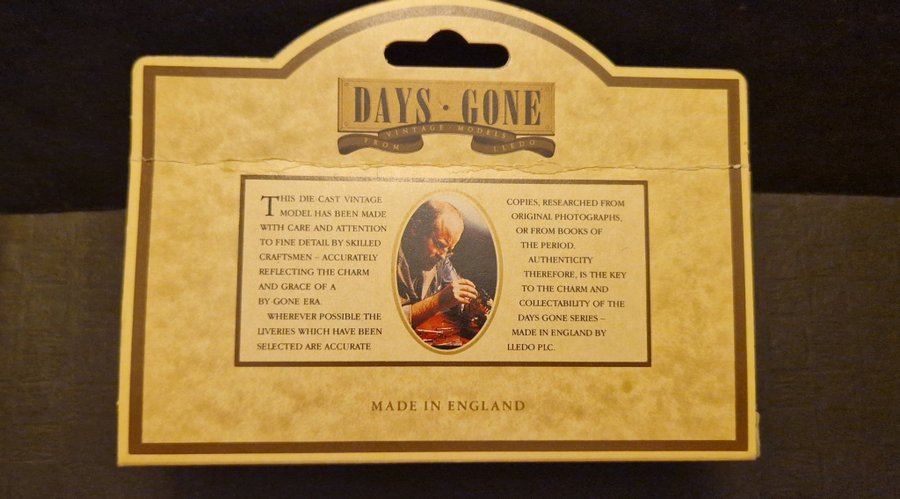 DAYS · GONE
VINTAGE · MODELS
FROM LLEDO
THIS DIE CAST VINTAGE
MODEL HAS BEEN MADE
WITH CARE AND ATTENTION
TO FINE DETAIL BY SKILLED
CRAFTSMEN – ACCURATELY
REFLECTING THE CHARM
AND GRACE OF A
BY-GONE ERA.
WHEREVER POSSIBLE THE
LIVERIES WHICH HAVE BEEN
SELECTED ARE ACCURATE
COPIES, RESEARCHED FROM
ORIGINAL PHOTOGRAPHS,
OR FROM BOOKS OF
THE PERIOD.
AUTHENTICITY
THEREFORE, IS THE KEY
TO THE CHARM AND
COLLECTABILITY OF THE
DAYS GONE SERIES –
MADE IN ENGLAND BY
LLEDO PLC.
MADE IN ENGLAND